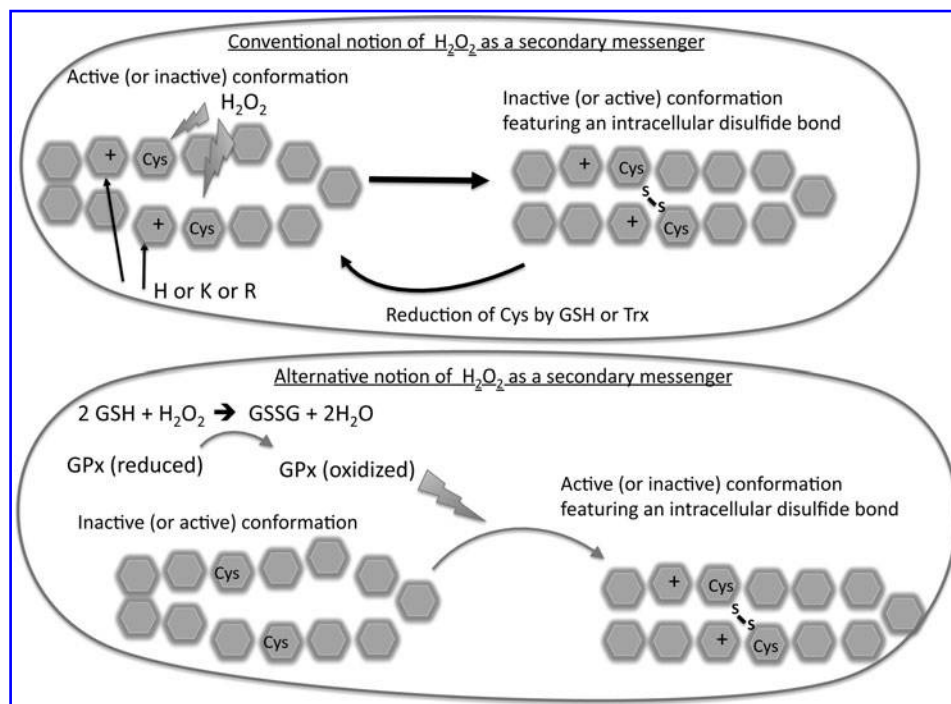 Conventional notion of H₂O₂ as a secondary messenger
Active (or inactive) conformation
H₂O₂
Inactive (or active) conformation
featuring an intracellular disulfide bond
+ Cys
+ Cys
+ Cys
S
S
+ Cys
H or K or R
Reduction of Cys by GSH or Trx
Alternative notion of H₂O₂ as a secondary messenger
2 GSH + H₂O₂ ➔ GSSG + 2H₂O
GPx (reduced)
GPx (oxidized)
Inactive (or active) conformation
Active (or inactive) conformation
featuring an intracellular disulfide bond
Cys
Cys
+ Cys
S
S
+ Cys